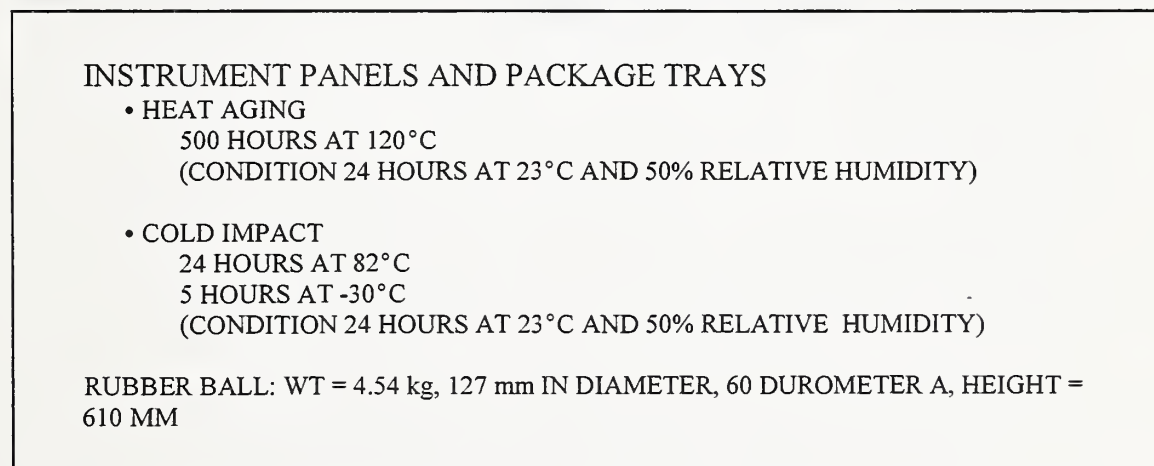 INSTRUMENT PANELS AND PACKAGE TRAYS
• HEAT AGING
500 HOURS AT 120°C
(CONDITION 24 HOURS AT 23°C AND 50% RELATIVE HUMIDITY)
• COLD IMPACT
24 HOURS AT 82°C
5 HOURS AT -30°C
(CONDITION 24 HOURS AT 23°C AND 50% RELATIVE HUMIDITY)
RUBBER BALL: WT = 4.54 kg, 127 mm IN DIAMETER, 60 DUROMETER A, HEIGHT =
610 MM